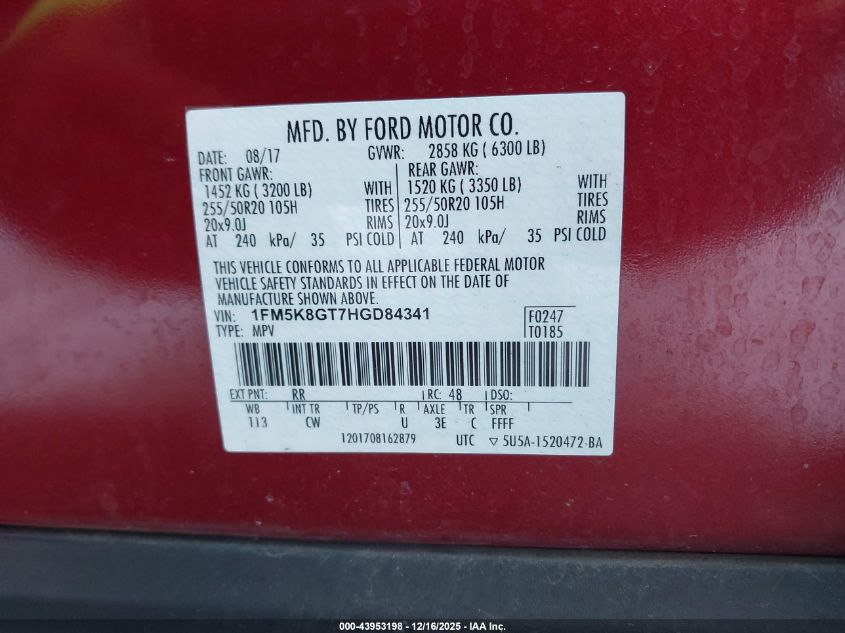 MFD. BY FORD MOTOR CO.
DATE: 08/17 GVWR: 2858 KG ( 6300 LB)
FRONT GAWR: REAR GAWR:
1452 KG ( 3200 LB) WITH 1520 KG ( 3350 LB) WITH
255/50R20 105H TIRES 255/50R20 105H TIRES
20x9.0J RIMS 20x9.0J RIMS
AT 240 kPa/ 35 PSI COLD AT 240 kPa/ 35 PSI COLD
THIS VEHICLE CONFORMS TO ALL APPLICABLE FEDERAL MOTOR
VEHICLE SAFETY STANDARDS IN EFFECT ON THE DATE OF
MANUFACTURE SHOWN ABOVE.
VIN: 1FM5K8GT7HGD84341 F0247
TYPE: MPV T0185
EXT PNT: RR RC: 48 DSO:
WB INT TR TP/PS R AXLE TR SPR
113 CW U 3E C FFFF
1201708162879 UTC ▽ 5U5A-1520472-BA
000-43953198 - 12/16/2025 - IAA Inc.